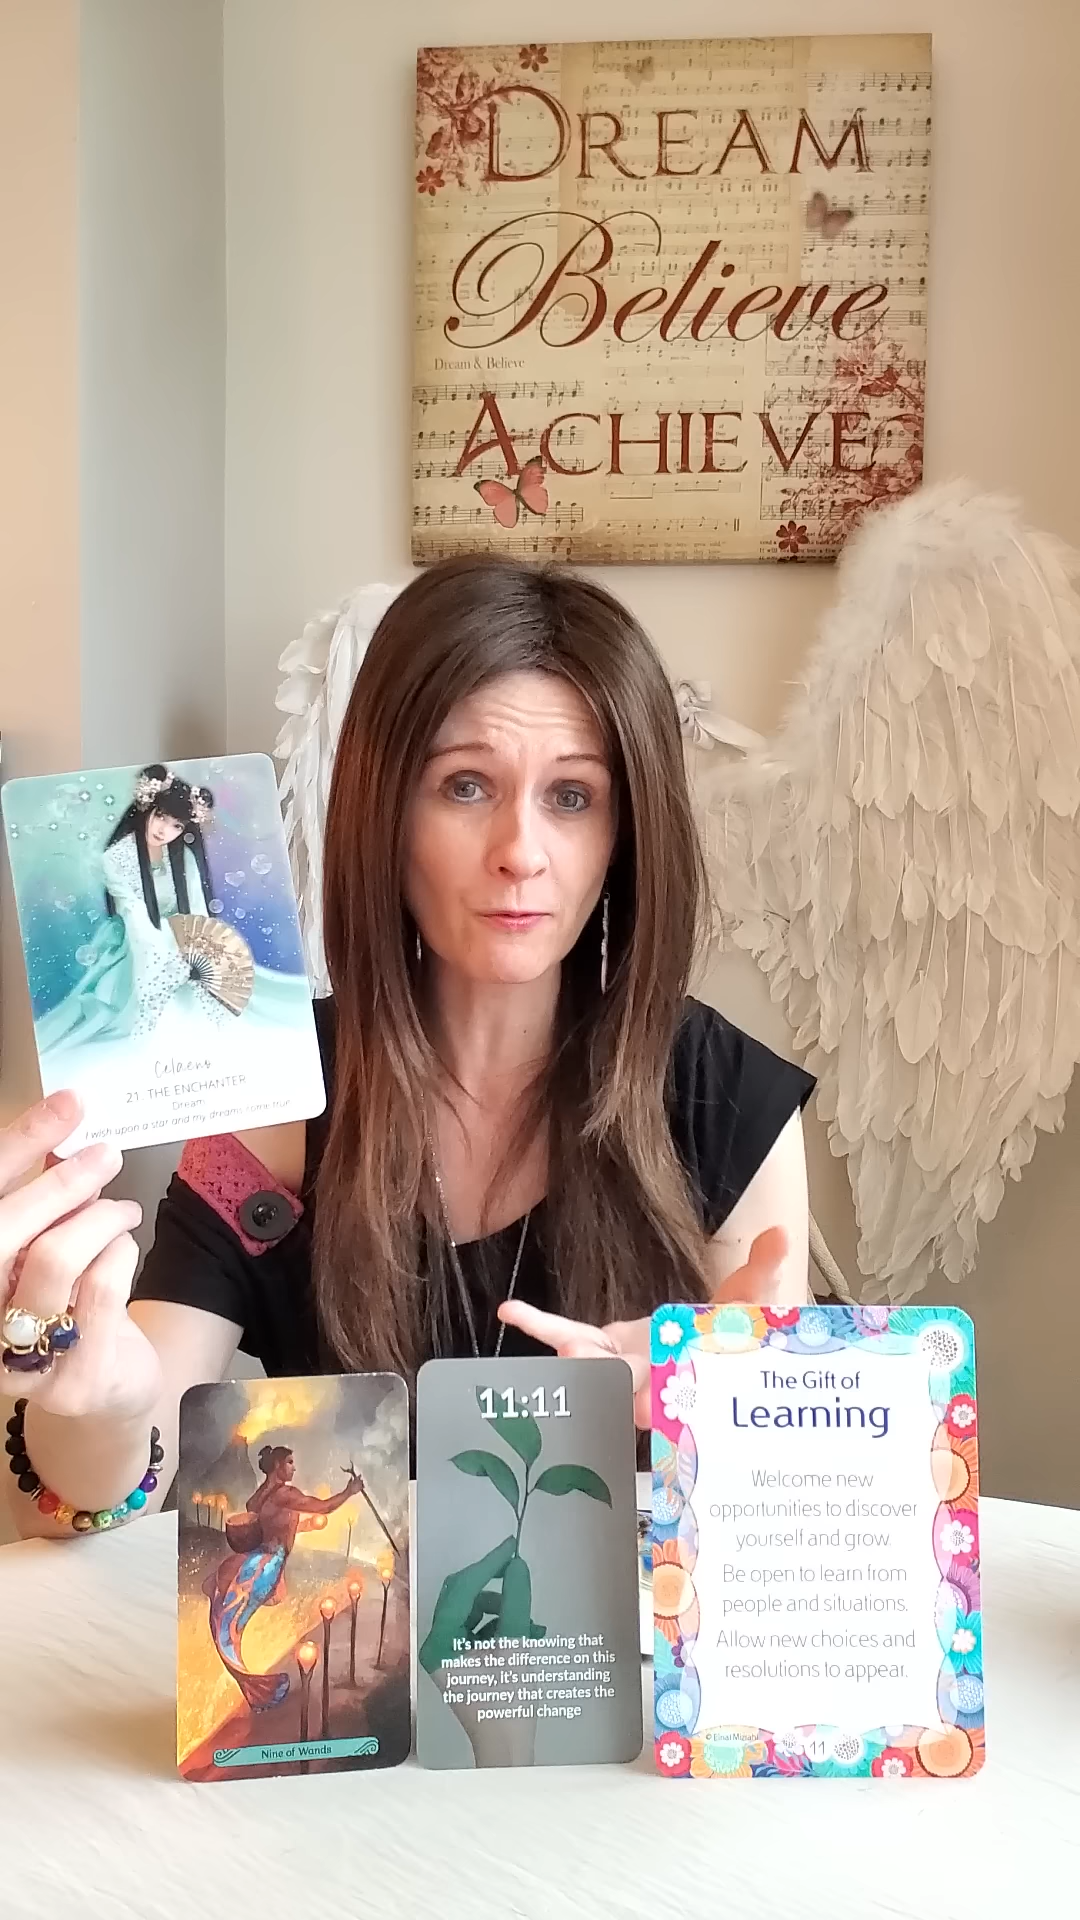 DREAM
Believe
Dream & Believe
ACHIEVE
Celaeno
21. THE ENCHANTER
Dream
I wish upon a star and my dreams come true
Nine of Wands
11:11
It's not the knowing that
makes the difference on this
journey, it's understanding
the journey that creates the
powerful change
The Gift of
Learning
Welcome new
opportunities to discover
yourself and grow.
Be open to learn from
people and situations.
Allow new choices and
resolutions to appear.
© Einat Mizrahi
11